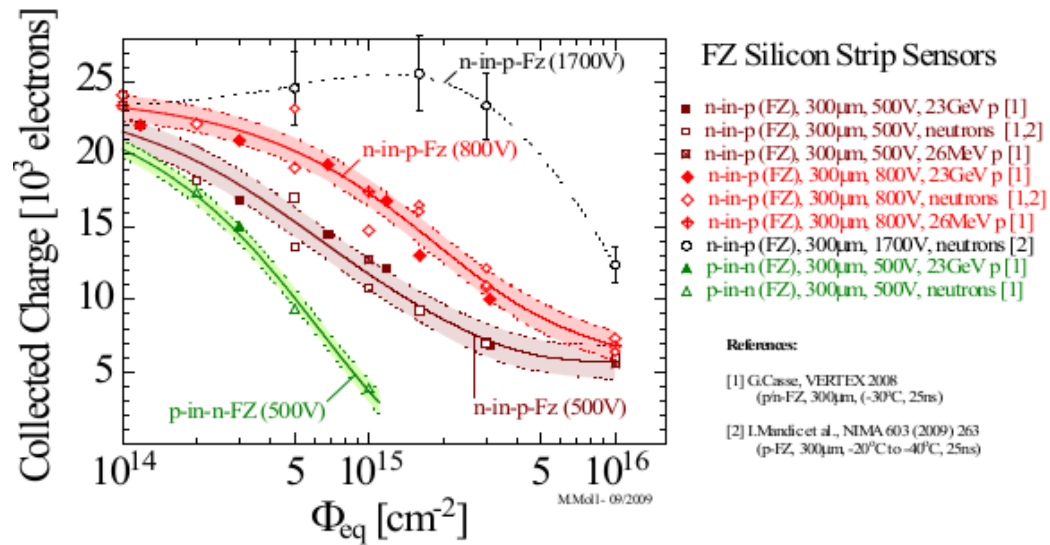 Collected Charge [10³ electrons]
25
20
15
10
5
10¹⁴
5
10¹⁵
5
10¹⁶
Φeq [cm⁻²]
M.Moll - 09/2009
n-in-p-Fz (1700V)
n-in-p-Fz (800V)
n-in-p-Fz (500V)
p-in-n-FZ (500V)
FZ Silicon Strip Sensors
n-in-p (FZ), 300μm, 500V, 23GeV p [1]
n-in-p (FZ), 300μm, 500V, neutrons [1,2]
n-in-p (FZ), 300μm, 500V, 26MeV p [1]
n-in-p (FZ), 300μm, 800V, 23GeV p [1]
n-in-p (FZ), 300μm, 800V, neutrons [1,2]
n-in-p (FZ), 300μm, 800V, 26MeV p [1]
n-in-p (FZ), 300μm, 1700V, neutrons [2]
p-in-n (FZ), 300μm, 500V, 23GeV p [1]
p-in-n (FZ), 300μm, 500V, neutrons [1]
References:
[1] G.Casse, VERTEX 2008
(p/n-FZ, 300μm, (-30°C, 25ns)
[2] I.Mandic et al., NIMA 603 (2009) 263
(p-FZ, 300μm, -20°C to -40°C, 25ns)